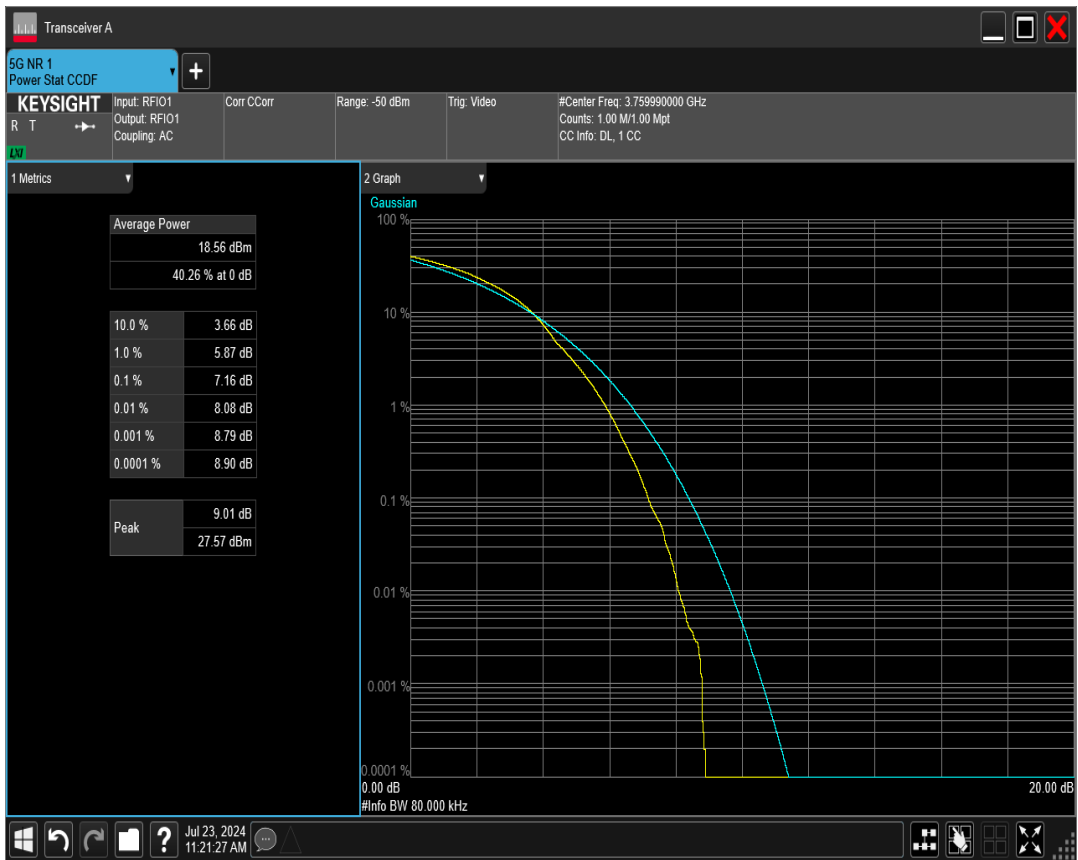 Transceiver A
5G NR 1
Power Stat CCDF
+
KEYSIGHT
R T
LXI
Input: RFIO1
Output: RFIO1
Coupling: AC
Corr CCorr
Range: -50 dBm
Trig: Video
#Center Freq: 3.759990000 GHz
Counts: 1.00 M/1.00 Mpt
CC Info: DL, 1 CC
1 Metrics
Average Power
18.56 dBm
40.26 % at 0 dB
10.0 % 3.66 dB
1.0 % 5.87 dB
0.1 % 7.16 dB
0.01 % 8.08 dB
0.001 % 8.79 dB
0.0001 % 8.90 dB
Peak 9.01 dB
27.57 dBm
2 Graph
Gaussian
100 %
10 %
1 %
0.1 %
0.01 %
0.001 %
0.0001 %
0.00 dB 20.00 dB
#Info BW 80.000 kHz
? Jul 23, 2024
11:21:27 AM